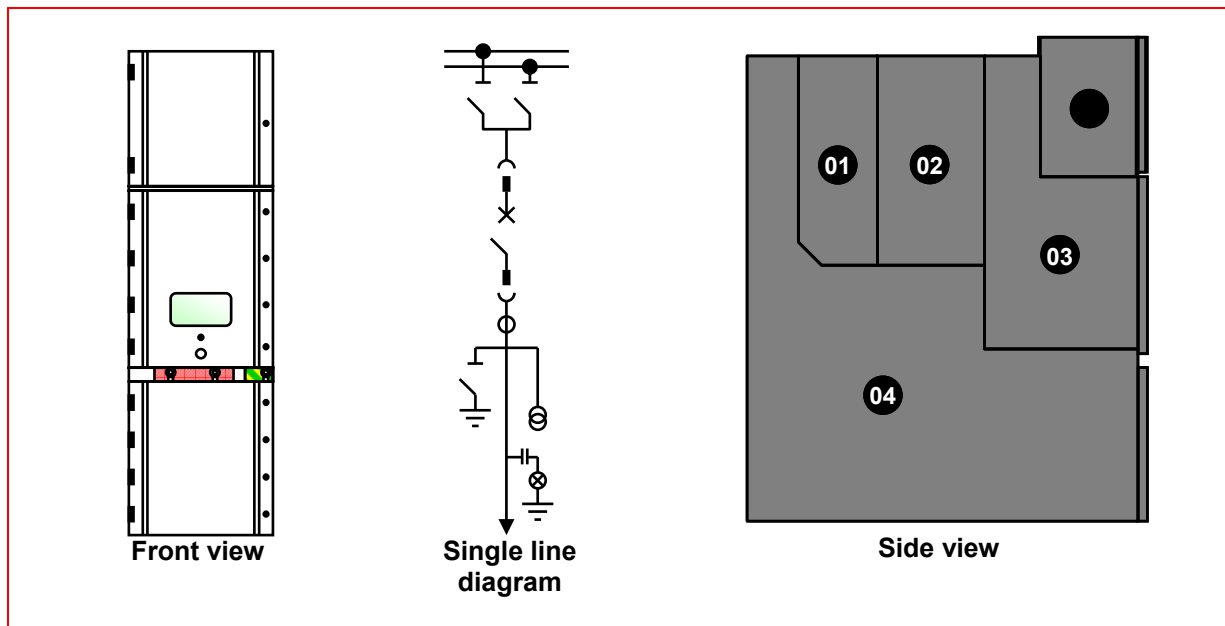 01
02
03
04
Front view
Single line
diagram
Side view